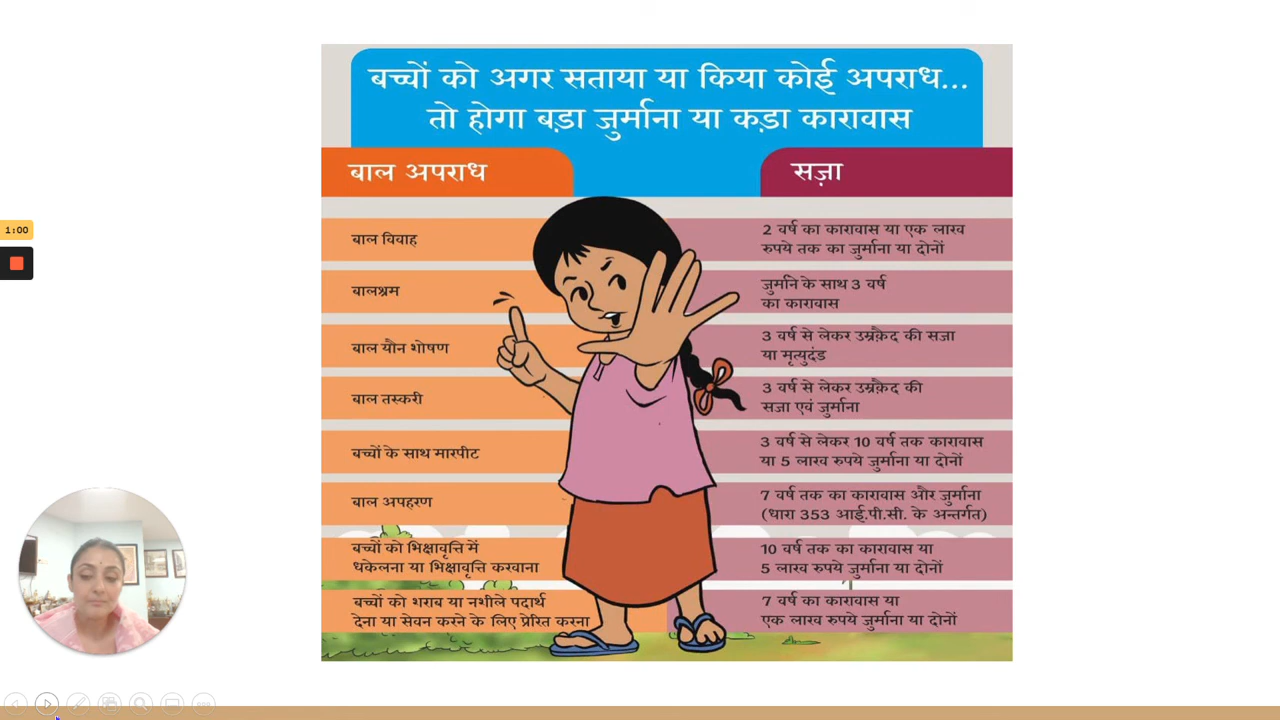 बच्चों को अगर सताया या किया कोई अपराध...
तो होगा बड़ा जुर्माना या कड़ा कारावास
बाल अपराध
सज़ा
बाल विवाह
2 वर्ष का कारावास या एक लाख
रुपये तक का जुर्माना या दोनों
बालश्रम
जुर्माने के साथ 3 वर्ष
का कारावास
बाल यौन शोषण
3 वर्ष से लेकर उम्रक़ैद की सजा
या मृत्युदंड
बाल तस्करी
3 वर्ष से लेकर उम्रक़ैद की
सजा एवं जुर्माना
बच्चों के साथ मारपीट
3 वर्ष से लेकर 10 वर्ष तक कारावास
या 5 लाख रुपये जुर्माना या दोनों
बाल अपहरण
7 वर्ष तक का कारावास और जुर्माना
(धारा 353 आई.पी.सी. के अन्तर्गत)
बच्चों को भिक्षावृत्ति में
धकेलना या भिक्षावृत्ति करवाना
10 वर्ष तक का कारावास या
5 लाख रुपये जुर्माना या दोनों
बच्चों को शराब या नशीले पदार्थ
देना या सेवन करने के लिए प्रेरित करना
7 वर्ष का कारावास या
एक लाख रुपये जुर्माना या दोनों
1:00